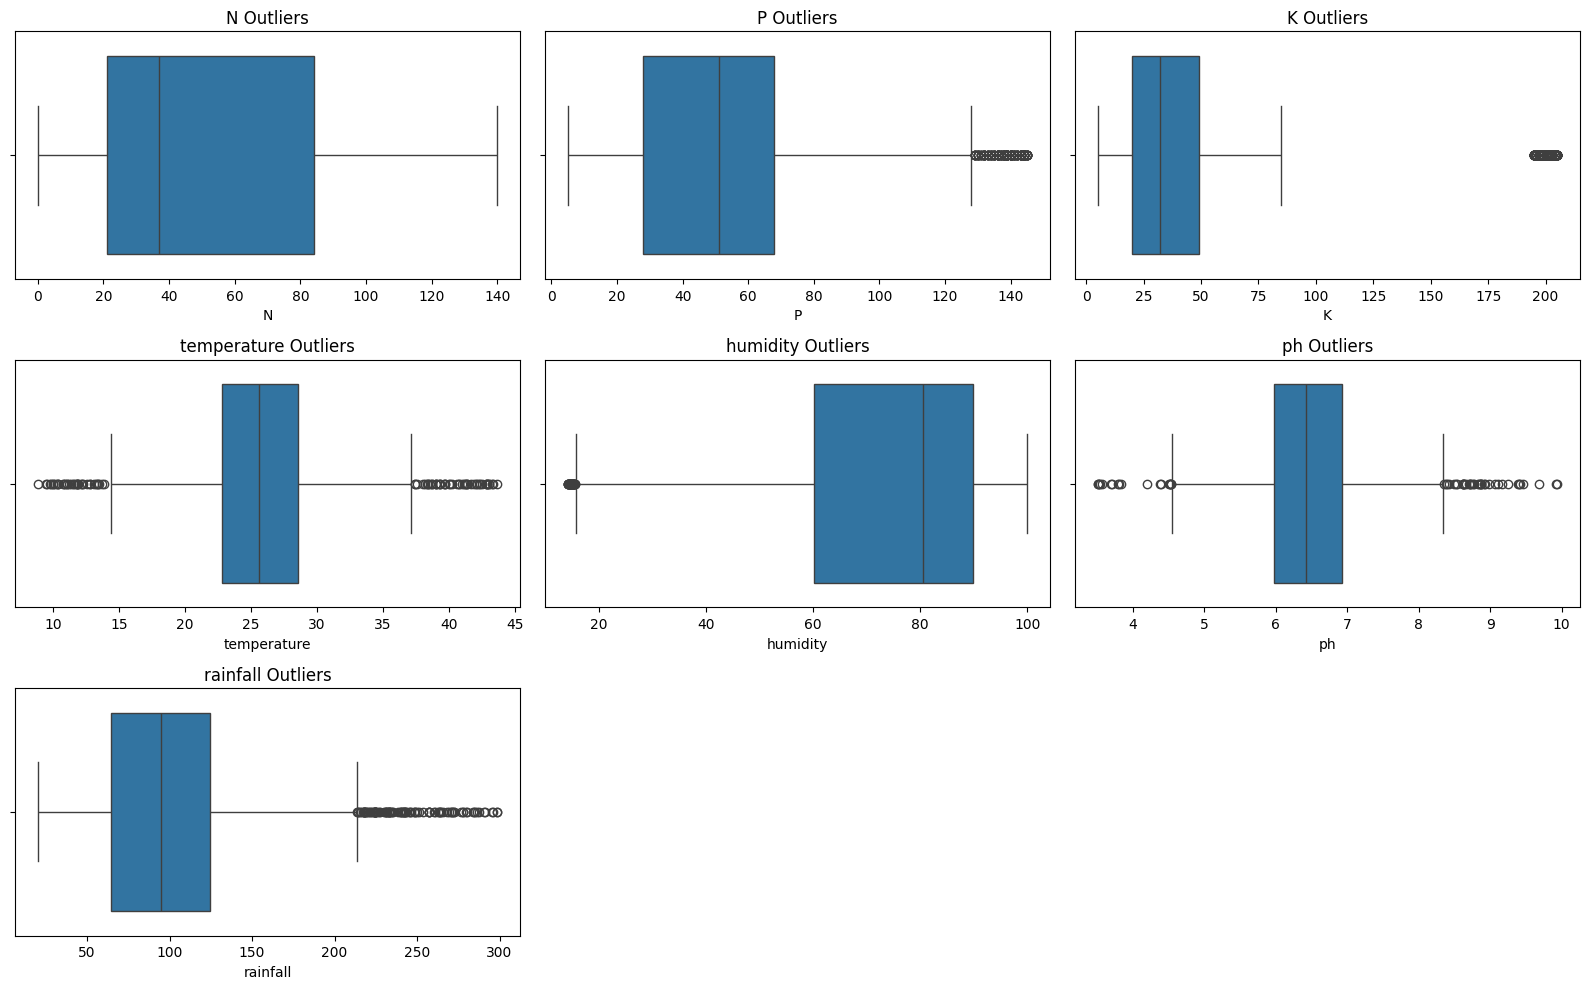 N Outliers
P Outliers
K Outliers
0 20 40 60 80 100 120 140
N
0 20 40 60 80 100 120 140
P
0 25 50 75 100 125 150 175 200
K
temperature Outliers
humidity Outliers
ph Outliers
10 15 20 25 30 35 40 45
temperature
20 40 60 80 100
humidity
4 5 6 7 8 9 10
ph
rainfall Outliers
50 100 150 200 250 300
rainfall